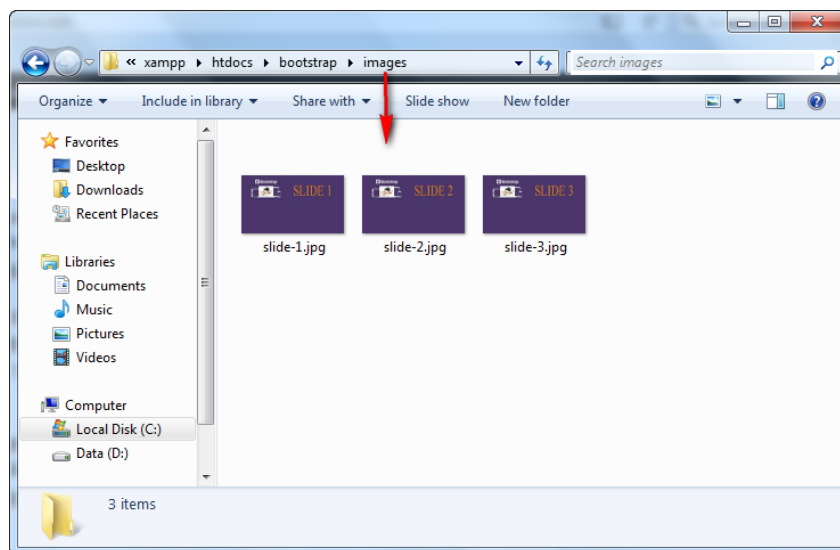 « xampp htdocs bootstrap images
Search images
Organize Include in library Share with Slide show New folder
Favorites
Desktop
Downloads
Recent Places
Libraries
Documents
Music
Pictures
Videos
Computer
Local Disk (C:)
Data (D:)
SLIDE 1 SLIDE 2 SLIDE 3
slide-1.jpg slide-2.jpg slide-3.jpg
3 items